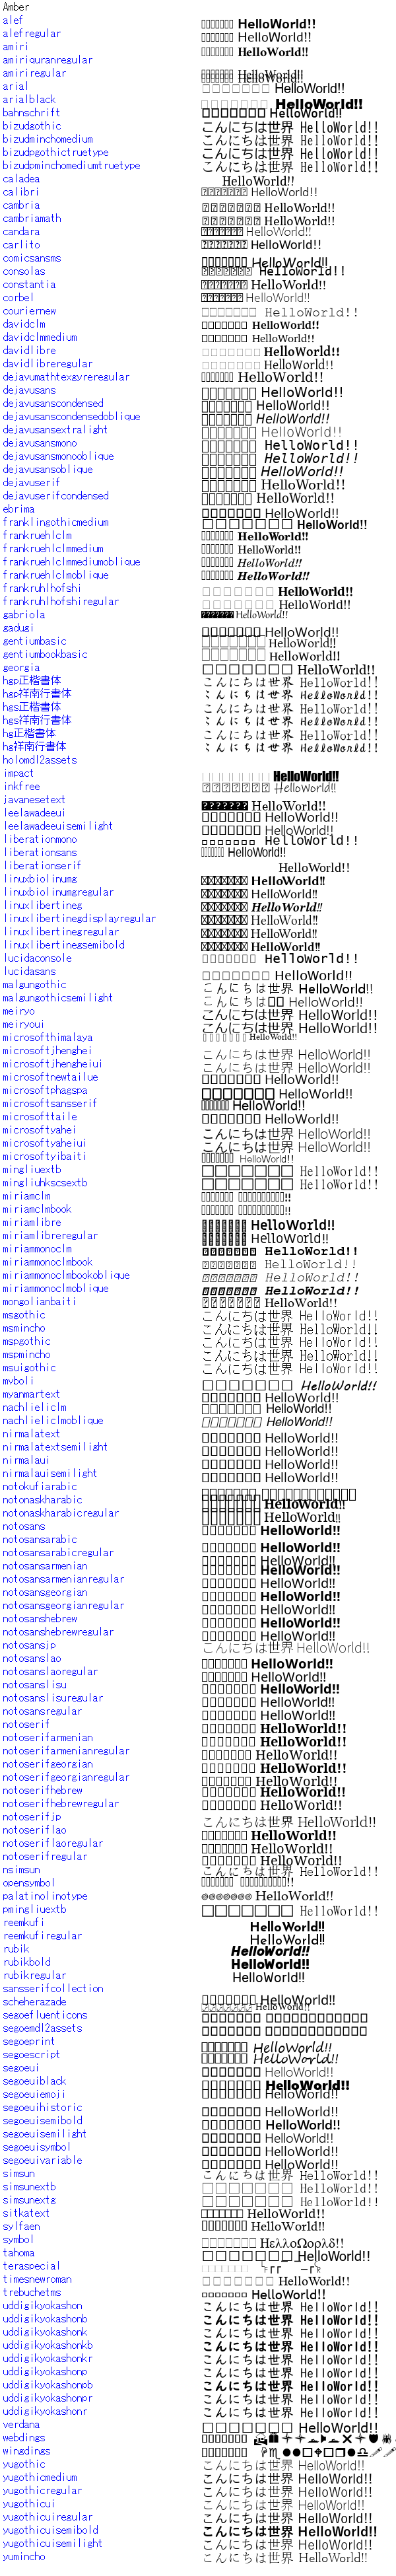 Amber
alef HelloWorld!!
alefregular HelloWorld!!
amiri HelloWorld!!
amiriquranregular
amiriregular HelloWorld!!
arial HelloWorld!!
arialblack HelloWorld!!
bahnschrift HelloWorld!!
bizudgothic こんにちは世界 HelloWorld!!
bizudminchomedium こんにちは世界 HelloWorld!!
bizudpgothictruetype こんにちは世界 HelloWorld!!
bizudpminchomediumtruetype こんにちは世界 HelloWorld!!
caladea HelloWorld!!
calibri HelloWorld!!
cambria HelloWorld!!
cambriamath HelloWorld!!
candara HelloWorld!!
carlito HelloWorld!!
comicsansms HelloWorld!!
consolas HelloWorld!!
constantia HelloWorld!!
corbel HelloWorld!!
couriernew HelloWorld!!
davidclm HelloWorld!!
davidclmmedium HelloWorld!!
davidlibre HelloWorld!!
davidlibreregular HelloWorld!!
dejavumathtexgyreregular HelloWorld!!
dejavusans HelloWorld!!
dejavusanscondensed HelloWorld!!
dejavusanscondensedoblique HelloWorld!!
dejavusansextralight HelloWorld!!
dejavusansmono HelloWorld!!
dejavusansmonooblique HelloWorld!!
dejavusansoblique HelloWorld!!
dejavuserif HelloWorld!!
dejavuserifcondensed HelloWorld!!
ebrima HelloWorld!!
franklingothicmedium HelloWorld!!
frankruehlclm HelloWorld!!
frankruehlclmmedium HelloWorld!!
frankruehlclmmediumoblique HelloWorld!!
frankruehlclmoblique HelloWorld!!
frankruhlhofshi HelloWorld!!
frankruhlhofshiregular HelloWorld!!
gabriola HelloWorld!!
gadugi HelloWorld!!
gentiumbasic HelloWorld!!
gentiumbookbasic HelloWorld!!
georgia HelloWorld!!
hgp正楷書体 こんにちは世界 HelloWorld!!
hgp祥南行書体 こんにちは世界 HelloWorld!!
hgs正楷書体 こんにちは世界 HelloWorld!!
hgs祥南行書体 こんにちは世界 HelloWorld!!
hg正楷書体 こんにちは世界 HelloWorld!!
hg祥南行書体 こんにちは世界 HelloWorld!!
holomdl2assets
impact HelloWorld!!
inkfree HelloWorld!!
javanesetext HelloWorld!!
leelawadeeui HelloWorld!!
leelawadeeuisemilight HelloWorld!!
liberationmono HelloWorld!!
liberationsans HelloWorld!!
liberationserif HelloWorld!!
linuxbiolinumg HelloWorld!!
linuxbiolinumgregular HelloWorld!!
linuxlibertineg HelloWorld!!
linuxlibertinegdisplayregular HelloWorld!!
linuxlibertinegregular HelloWorld!!
linuxlibertinegsemibold HelloWorld!!
lucidaconsole HelloWorld!!
lucidasans HelloWorld!!
malgungothic こんにちは世界 HelloWorld!!
malgungothicsemilight こんにちは HelloWorld!!
meiryo こんにちは世界 HelloWorld!!
meiryoui こんにちは世界 HelloWorld!!
microsofthimalaya HelloWorld!!
microsoftjhenghei こんにちは世界 HelloWorld!!
microsoftjhengheiui こんにちは世界 HelloWorld!!
microsoftnewtailue HelloWorld!!
microsoftphagspa HelloWorld!!
microsoftsansserif HelloWorld!!
microsofttaile HelloWorld!!
microsoftyahei こんにちは世界 HelloWorld!!
microsoftyaheiui こんにちは世界 HelloWorld!!
microsoftyibaiti HelloWorld!!
mingliuextb HelloWorld!!
mingliuhkscsextb HelloWorld!!
miriamclm !!
miriamclmbook !!
miriamlibre HelloWorld!!
miriamlibreregular HelloWorld!!
miriammonoclm HelloWorld!!
miriammonoclmbook HelloWorld!!
miriammonoclmbookoblique HelloWorld!!
miriammonoclmoblique HelloWorld!!
mongolianbaiti HelloWorld!!
msgothic こんにちは世界 HelloWorld!!
msmincho こんにちは世界 HelloWorld!!
mspgothic こんにちは世界 HelloWorld!!
mspmincho こんにちは世界 HelloWorld!!
msuigothic こんにちは世界 HelloWorld!!
mvboli HelloWorld!!
myanmartext HelloWorld!!
nachlieliclm HelloWorld!!
nachlieliclmoblique HelloWorld!!
nirmalatext HelloWorld!!
nirmalatextsemilight HelloWorld!!
nirmalaui HelloWorld!!
nirmalauisemilight HelloWorld!!
notokufiarabic
notonaskharabic HelloWorld!!
notonaskharabicregular HelloWorld!!
notosans HelloWorld!!
notosansarabic HelloWorld!!
notosansarabicregular HelloWorld!!
notosansarmenian HelloWorld!!
notosansarmenianregular HelloWorld!!
notosansgeorgian HelloWorld!!
notosansgeorgianregular HelloWorld!!
notosanshebrew HelloWorld!!
notosanshebrewregular HelloWorld!!
notosansjp こんにちは世界 HelloWorld!!
notosanslao HelloWorld!!
notosanslaoregular HelloWorld!!
notosanslisu HelloWorld!!
notosanslisuregular HelloWorld!!
notosansregular HelloWorld!!
notoserif HelloWorld!!
notoserifarmenian HelloWorld!!
notoserifarmenianregular HelloWorld!!
notoserifgeorgian HelloWorld!!
notoserifgeorgianregular HelloWorld!!
notoserifhebrew HelloWorld!!
notoserifhebrewregular HelloWorld!!
notoserifjp こんにちは世界 HelloWorld!!
notoseriflao HelloWorld!!
notoseriflaoregular HelloWorld!!
notoserifregular HelloWorld!!
nsimsun こんにちは世界 HelloWorld!!
opensymbol !!
palatinolinotype HelloWorld!!
pmingliuextb HelloWorld!!
reemkufi HelloWorld!!
reemkufiregular HelloWorld!!
rubik HelloWorld!!
rubikbold HelloWorld!!
rubikregular HelloWorld!!
sansserifcollection HelloWorld!!
scheherazade HelloWorld!!
segoefluenticons
segoemdl2assets
segoeprint HelloWorld!!
segoescript HelloWorld!!
segoeui HelloWorld!!
segoeuiblack HelloWorld!!
segoeuiemoji HelloWorld!!
segoeuihistoric HelloWorld!!
segoeuisemibold HelloWorld!!
segoeuisemilight HelloWorld!!
segoeuisymbol HelloWorld!!
segoeuivariable HelloWorld!!
simsun こんにちは世界 HelloWorld!!
simsunextb HelloWorld!!
simsunextg HelloWorld!!
sitkatext HelloWorld!!
sylfaen HelloWorld!!
symbol ΗελλοΩορλδ!!
tahoma HelloWorld!!
teraspecial
timesnewroman HelloWorld!!
trebuchetms HelloWorld!!
uddigikyokashon こんにちは世界 HelloWorld!!
uddigikyokashonb こんにちは世界 HelloWorld!!
uddigikyokashonk こんにちは世界 HelloWorld!!
uddigikyokashonkb こんにちは世界 HelloWorld!!
uddigikyokashonkr こんにちは世界 HelloWorld!!
uddigikyokashonp こんにちは世界 HelloWorld!!
uddigikyokashonpb こんにちは世界 HelloWorld!!
uddigikyokashonpr こんにちは世界 HelloWorld!!
uddigikyokashonr こんにちは世界 HelloWorld!!
verdana HelloWorld!!
webdings
wingdings
yugothic こんにちは世界 HelloWorld!!
yugothicmedium こんにちは世界 HelloWorld!!
yugothicregular こんにちは世界 HelloWorld!!
yugothicui こんにちは世界 HelloWorld!!
yugothicuiregular こんにちは世界 HelloWorld!!
yugothicuisemibold こんにちは世界 HelloWorld!!
yugothicuisemilight こんにちは世界 HelloWorld!!
yumincho こんにちは世界 HelloWorld!!